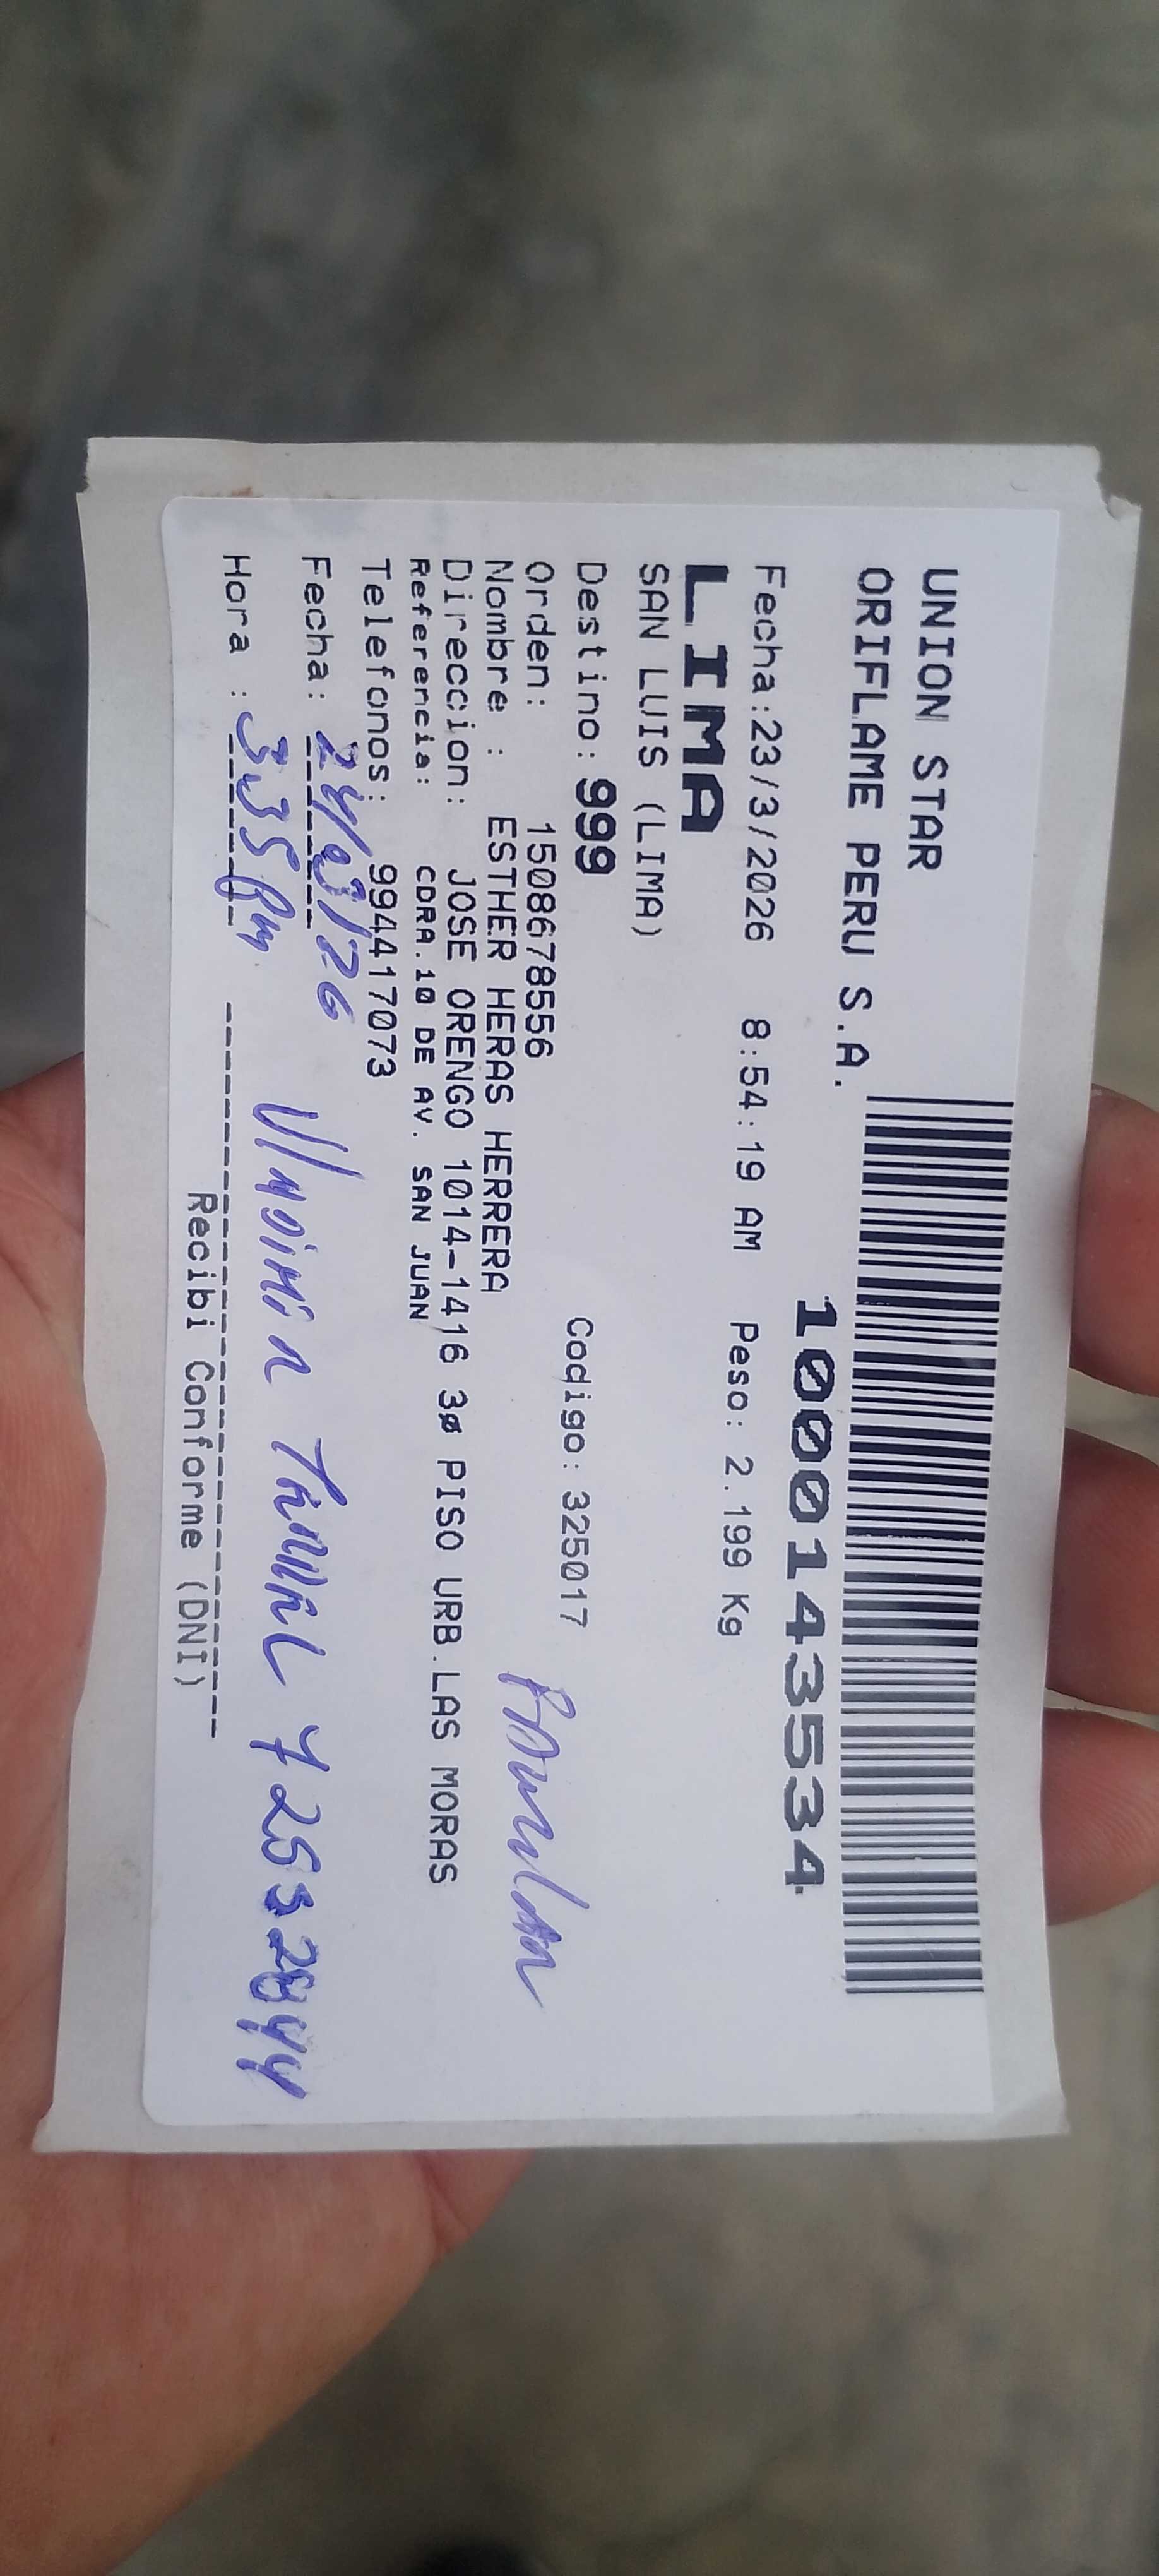 UNION STAR
ORIFLAME PERU S.A.
10001435534
Fecha:23/3/2026 8:54:19 AM Peso: 2.199 Kg
LIMA
SAN LUIS (LIMA)
Destino: 999 Codigo: 325017
Orden: 1508678556
Nombre : ESTHER HERAS HERRERA
Direccion: JOSE ORENGO 1014-1416 3ø PISO URB.LAS MORAS
Referencia: CDRA.10 DE AV. SAN JUAN
Telefonos: 994417073
Fecha: 24/03/26
Hora : 3:35 pm
Recibi Conforme (DNI)